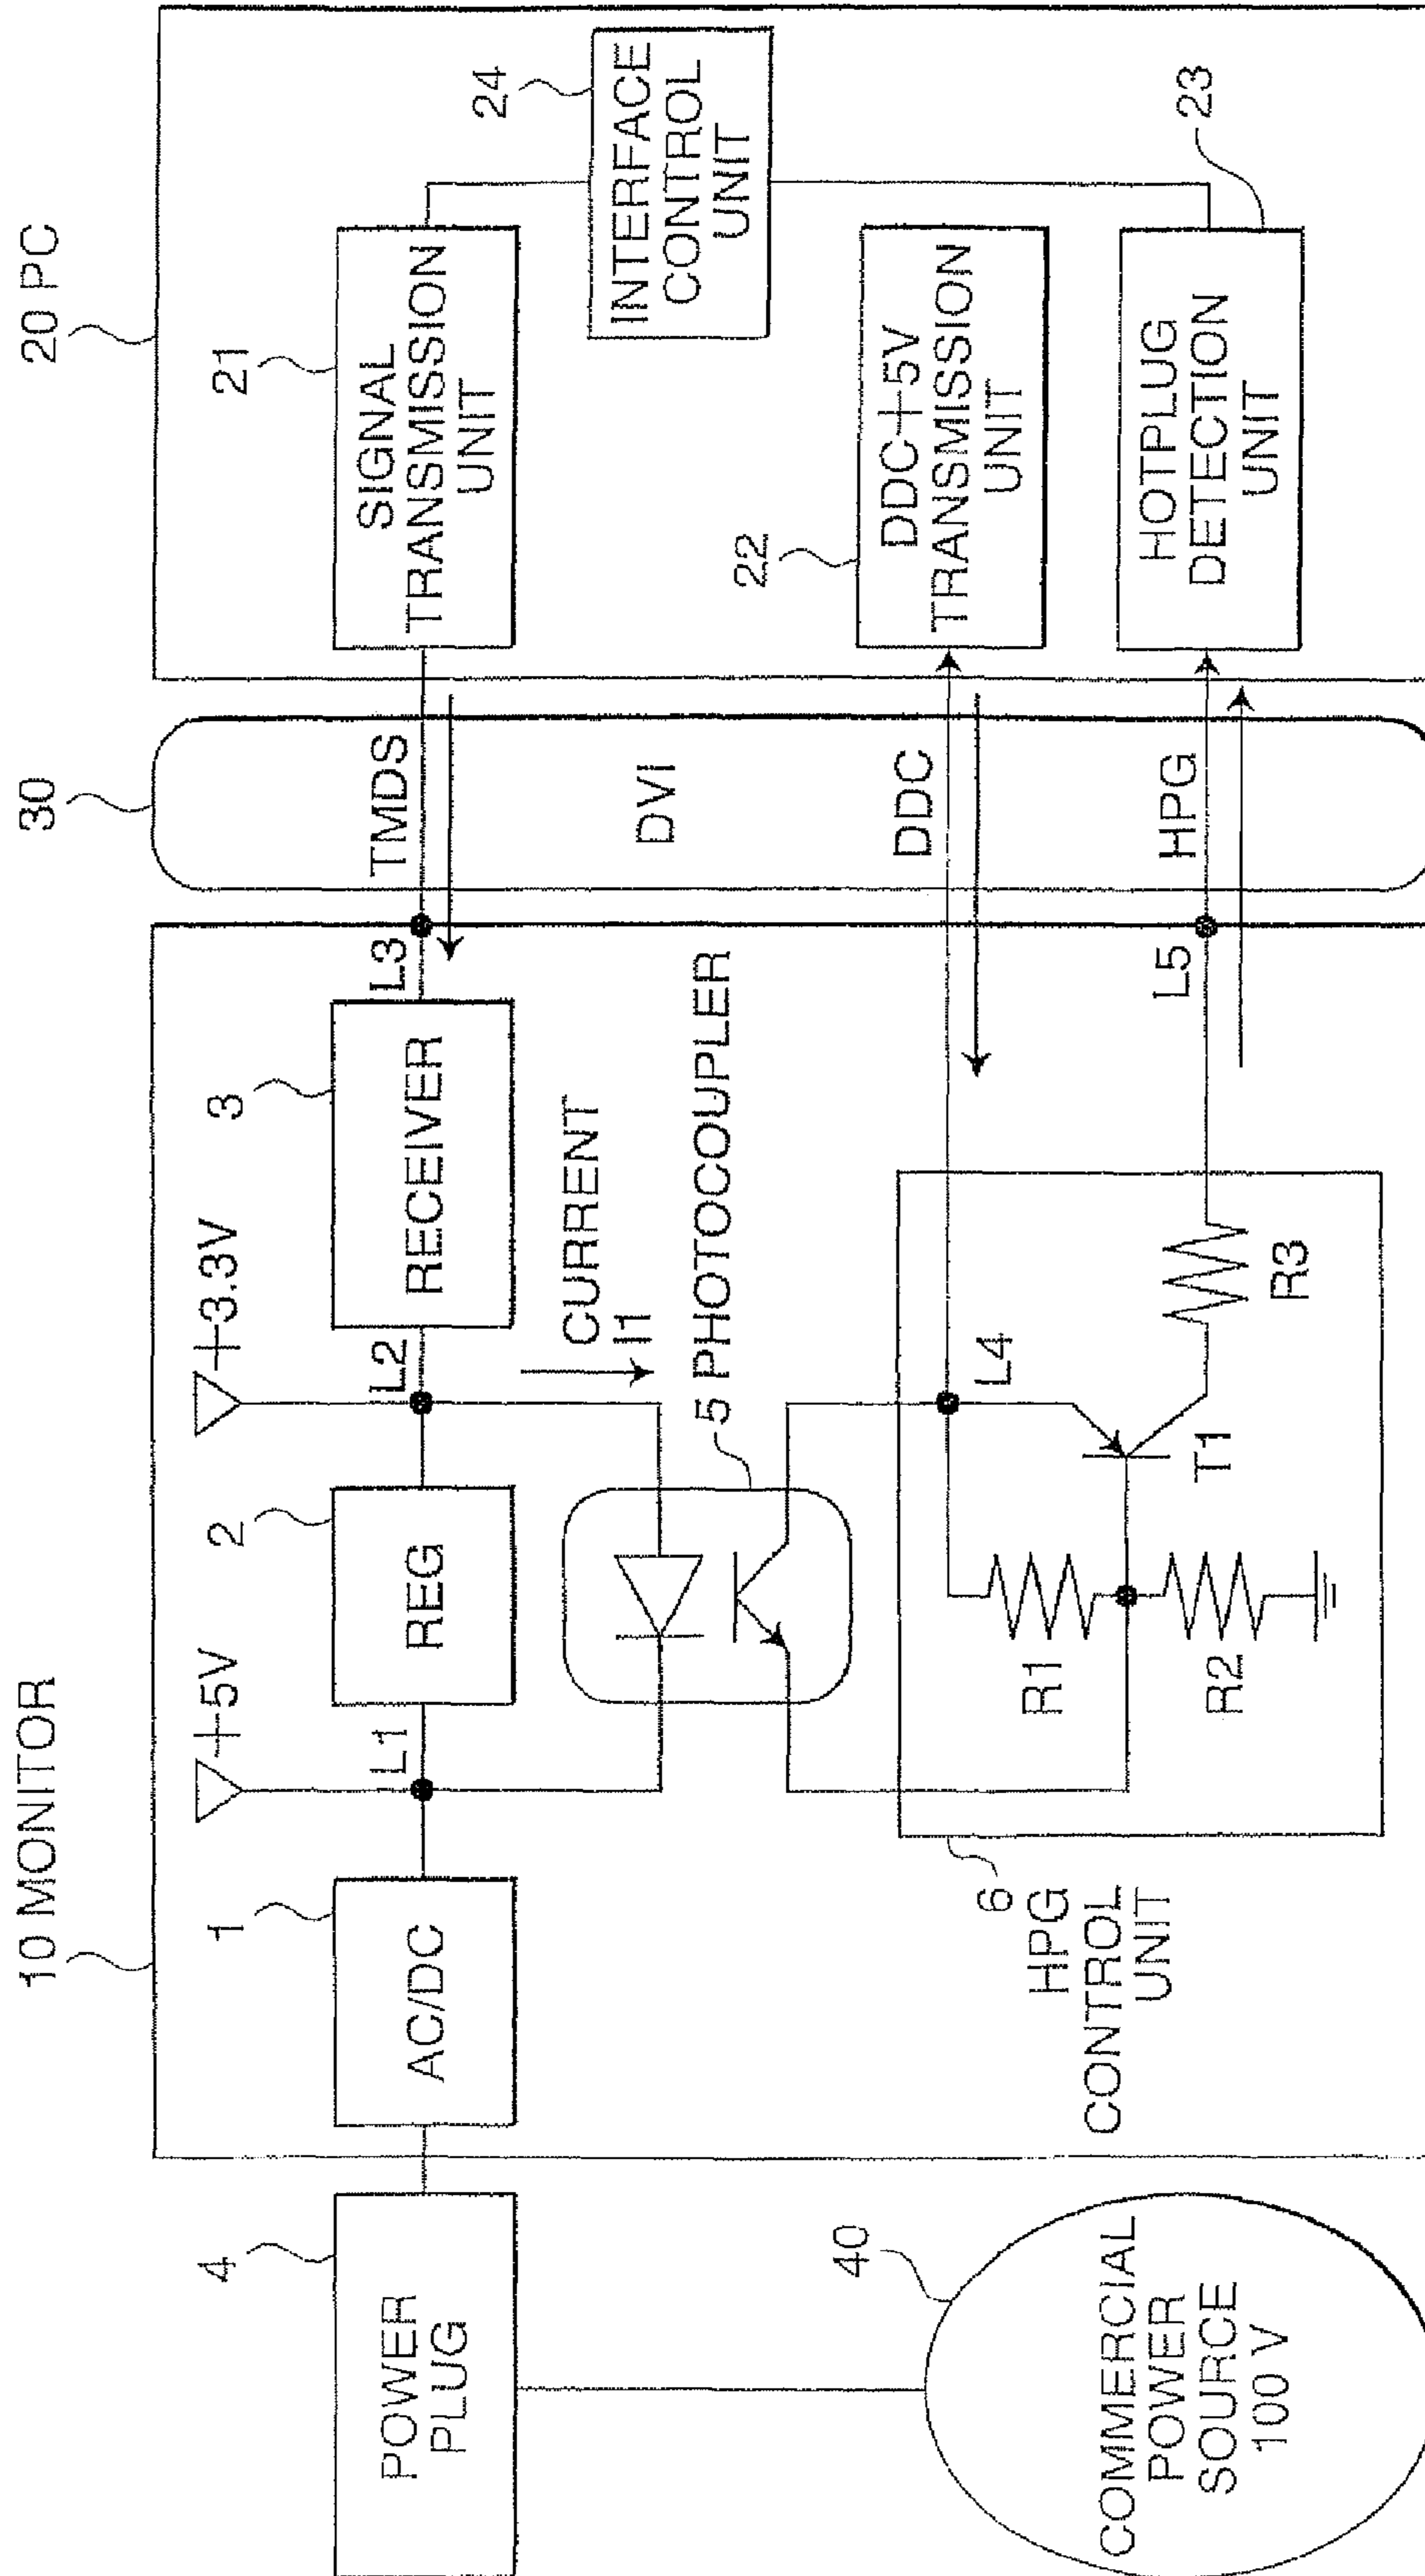 10 MONITOR
30
20 PC
+5V
+3.3V
4
1
2
3
21
24
POWER
PLUG
AC/DC
L1
REG
L2
RECEIVER
L3
TMDS
SIGNAL
TRANSMISSION
UNIT
INTERFACE
CONTROL
UNIT
CURRENT
I1
5 PHOTOCOUPLER
DVI
22
40
COMMERCIAL
POWER
SOURCE
100 V
6
HPG
CONTROL
UNIT
R1
R2
L4
T1
R3
DDC
DDC+5V
TRANSMISSION
UNIT
L5
HPG
HOTPLUG
DETECTION
UNIT
23